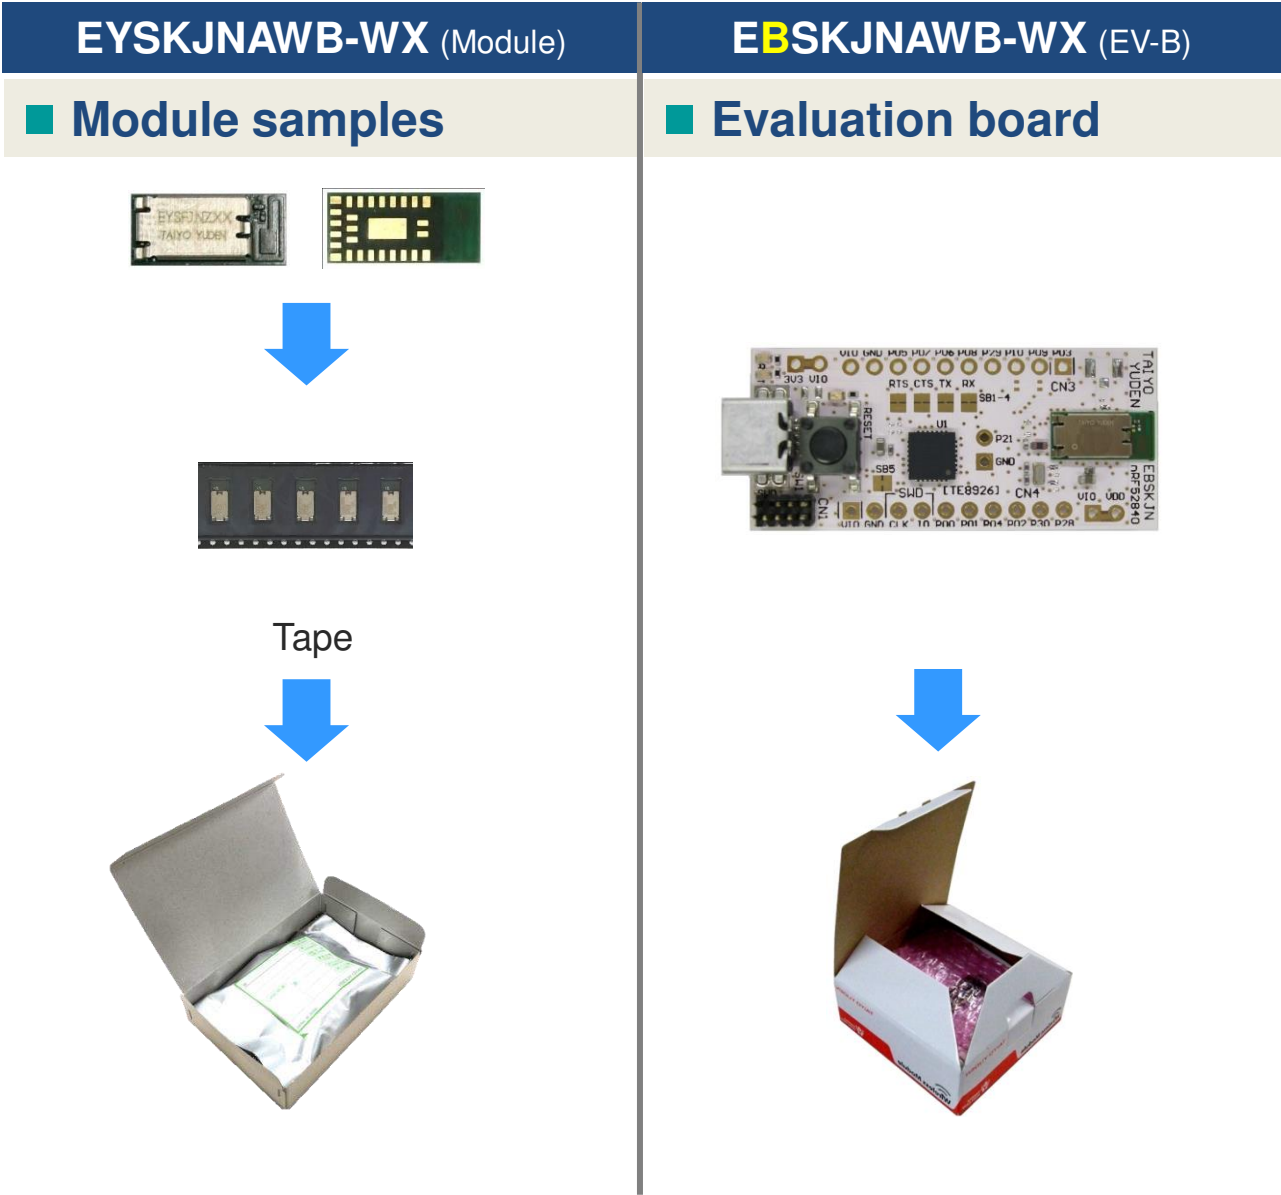 EYSKJNAWB-WX (Module)
EBSKJNAWB-WX (EV-B)
Module samples
Evaluation board
EYSFJNZXX
TAIYO YUDEN
Tape
VIO GND P05 P07 P06 P08 P29 P10 P09 P03
3V3 VIO
RTS CTS TX RX
SB1-4
CN3
TAIYO
YUDEN
RESET
U1
P21
GND
SB5
SWD
[TE8926]
CN4
VIO VDD
CN1
VIO GND CLK IO P00 P01 P04 P02 P30 P28
EBSKJN
nRF52840
Wireless Module